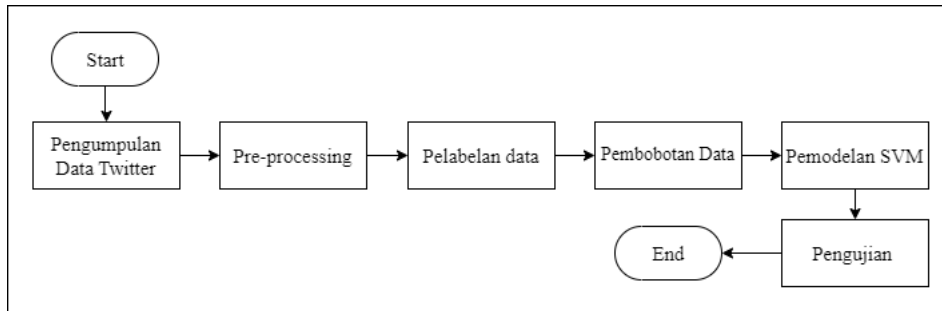 Start
Pengumpulan
Data Twitter
Pre-processing
Pelabelan data
Pembobotan Data
Pemodelan SVM
Pengujian
End